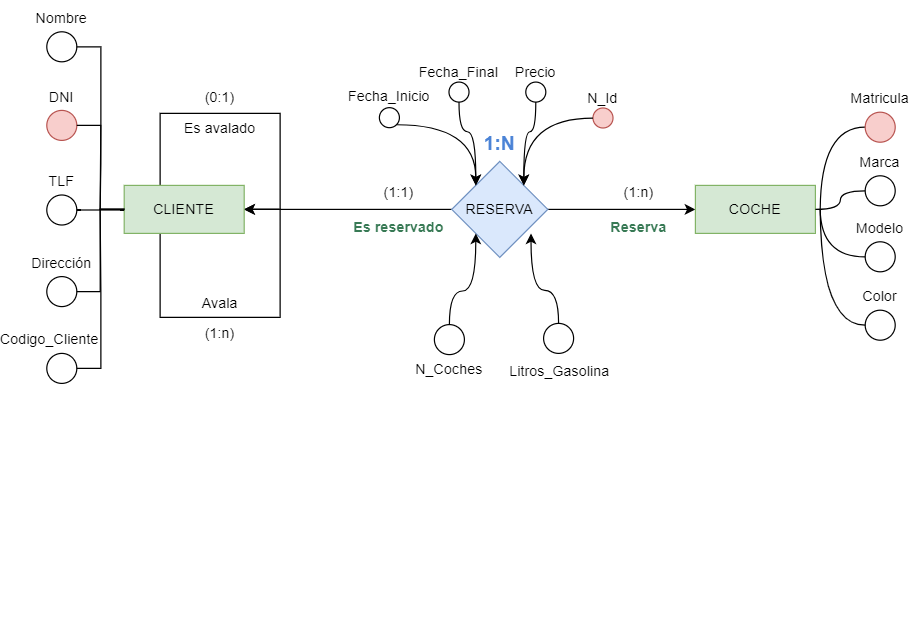 Nombre
DNI
TLF
Dirección
Codigo_Cliente
(0:1)
Es avalado
CLIENTE
Avala
(1:n)
(1:1)
Es reservado
Fecha_Inicio
Fecha_Final
Precio
N_Id
1:N
RESERVA
N_Coches
Litros_Gasolina
(1:n)
Reserva
COCHE
Matricula
Marca
Modelo
Color